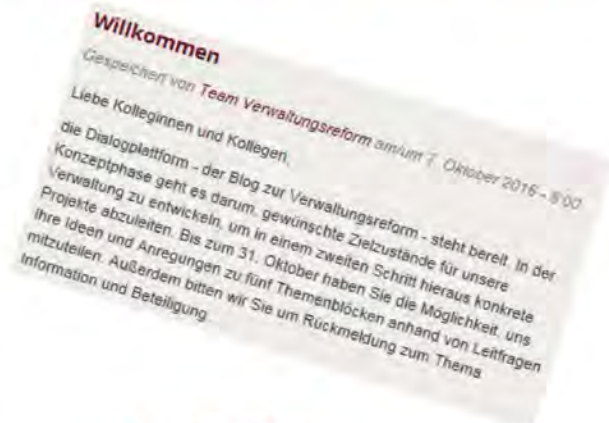 Willkommen
Gespeichert von Team Verwaltungsreform am/um 7. Oktober 2016 - 8:00
Liebe Kolleginnen und Kollegen,
die Dialogplattform - der Blog zur Verwaltungsreform - steht bereit. In der
Konzeptphase geht es darum, gewünschte Zielzustände für unsere
Verwaltung zu entwickeln, um in einem zweiten Schritt hieraus konkrete
Projekte abzuleiten. Bis zum 31. Oktober haben Sie die Möglichkeit, uns
Ihre Ideen und Anregungen zu fünf Themenblöcken anhand von Leitfragen
mitzuteilen. Außerdem bitten wir Sie um Rückmeldung zum Thema
Information und Beteiligung